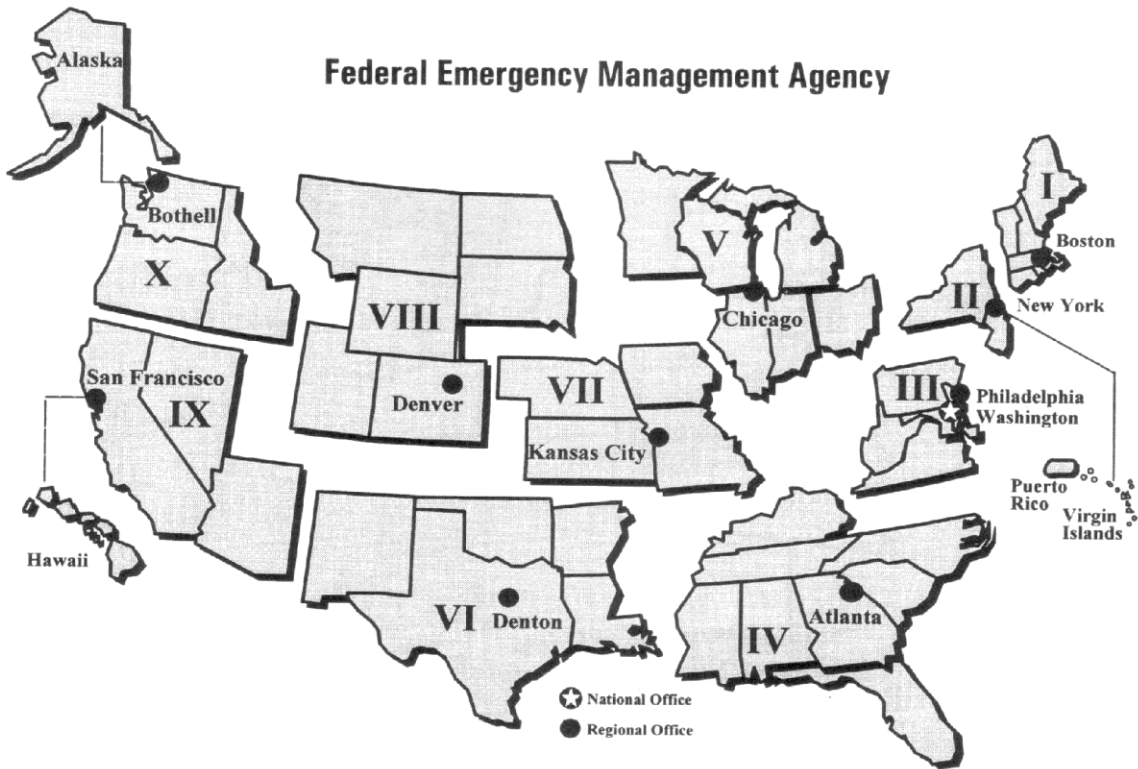 Federal Emergency Management Agency
Alaska
Bothell
X
San Francisco
IX
Hawaii
VIII
Denver
VII
Kansas City
VI
Denton
V
Chicago
I
Boston
II
New York
III
Philadelphia
Washington
Puerto
Rico
Virgin
Islands
IV
Atlanta
National Office
Regional Office